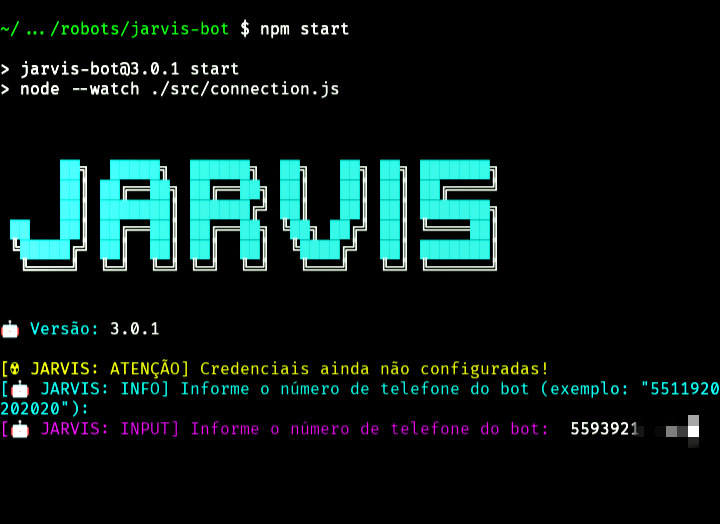 ~/.../robots/jarvis-bot $ npm start
> jarvis-bot@3.0.1 start
> node --watch ./src/connection.js
JARVIS
🤖 Versão: 3.0.1
[☢ JARVIS: ATENÇÃO] Credenciais ainda não configuradas!
[🤖 JARVIS: INFO] Informe o número de telefone do bot (exemplo: "5511920
202020"):
[🤖 JARVIS: INPUT] Informe o número de telefone do bot: 5593921